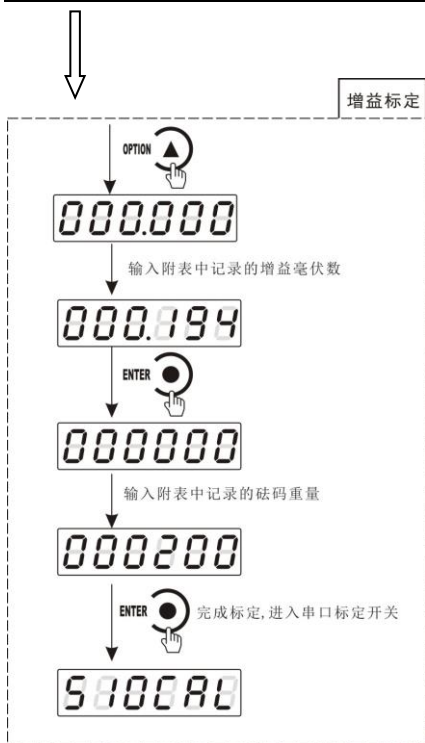 增益标定
OPTION
000.000
输入附表中记录的增益毫伏数
000.194
ENTER
000000
输入附表中记录的砝码重量
000200
ENTER 完成标定,进入串口标定开关
SIOCAL